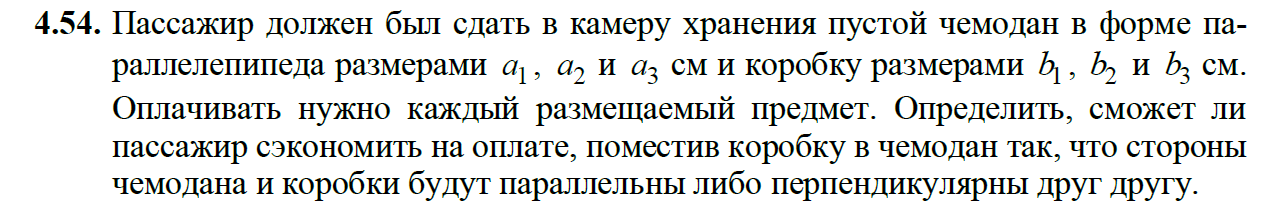 4.54. Пассажир должен был сдать в камеру хранения пустой чемодан в форме па-
раллелепипеда размерами a₁, a₂ и a₃ см и коробку размерами b₁, b₂ и b₃ см.
Оплачивать нужно каждый размещаемый предмет. Определить, сможет ли
пассажир сэкономить на оплате, поместив коробку в чемодан так, что стороны
чемодана и коробки будут параллельны либо перпендикулярны друг другу.